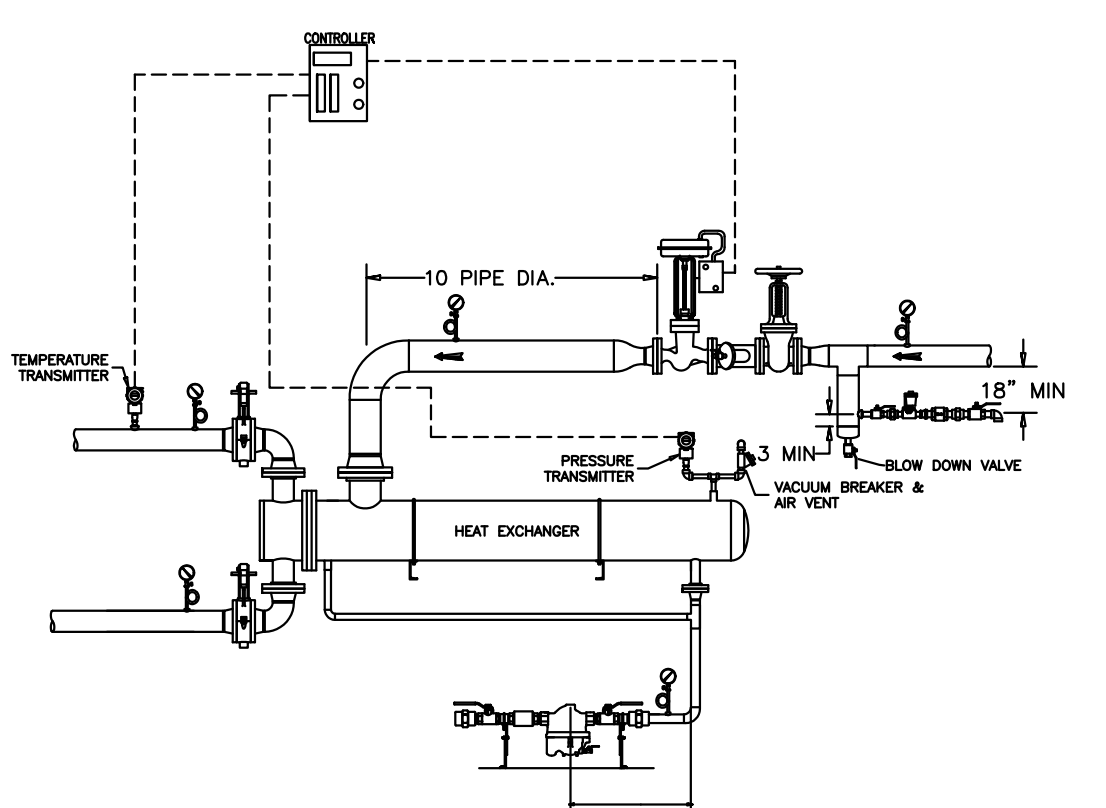 CONTROLLER
10 PIPE DIA.
TEMPERATURE
TRANSMITTER
18" MIN
3 MIN
BLOW DOWN VALVE
PRESSURE
TRANSMITTER
VACUUM BREAKER &
AIR VENT
HEAT EXCHANGER